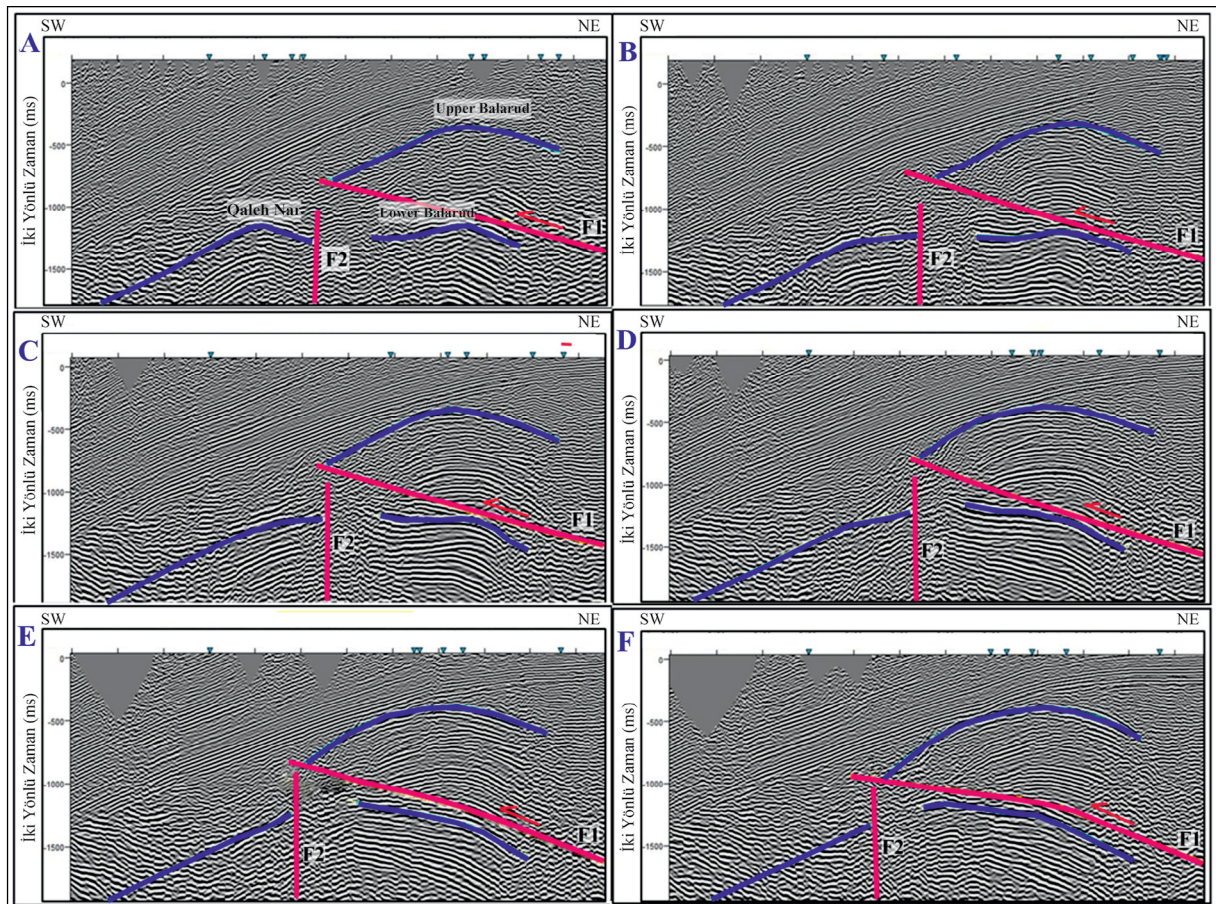 SW NE
A
Upper Balarud
Qaleh Nar
Lower Balarud
F1
F2
İki Yönlü Zaman (ms)
0
-500
-1000
-1500
SW NE
B
F1
F2
İki Yönlü Zaman (ms)
0
-500
-1000
-1500
SW NE
C
F1
F2
İki Yönlü Zaman (ms)
0
-500
-1000
-1500
SW NE
D
F1
F2
İki Yönlü Zaman (ms)
0
-500
-1000
-1500
SW NE
E
F1
F2
İki Yönlü Zaman (ms)
0
-500
-1000
-1500
SW NE
F
F1
F2
İki Yönlü Zaman (ms)
0
-500
-1000
-1500